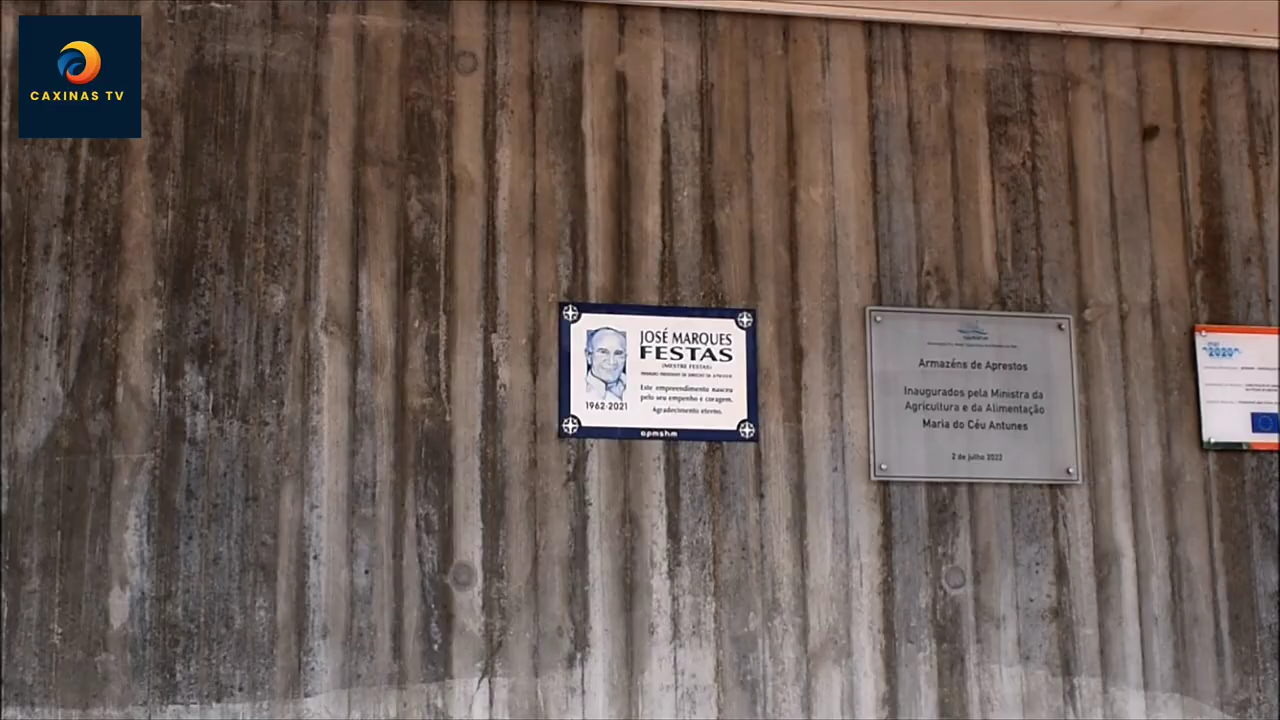 CAXINAS TV
JOSÉ MARQUES
FESTAS
(MESTRE FESTAS)
1962-2021
Este empreendimento nasceu
pelo seu empenho e coragem.
Agradecimento eterno.
apmshm
Armazéns de Aprestos
Inaugurados pela Ministra da
Agricultura e da Alimentação
Maria do Céu Antunes
2 de julho 2022
2020